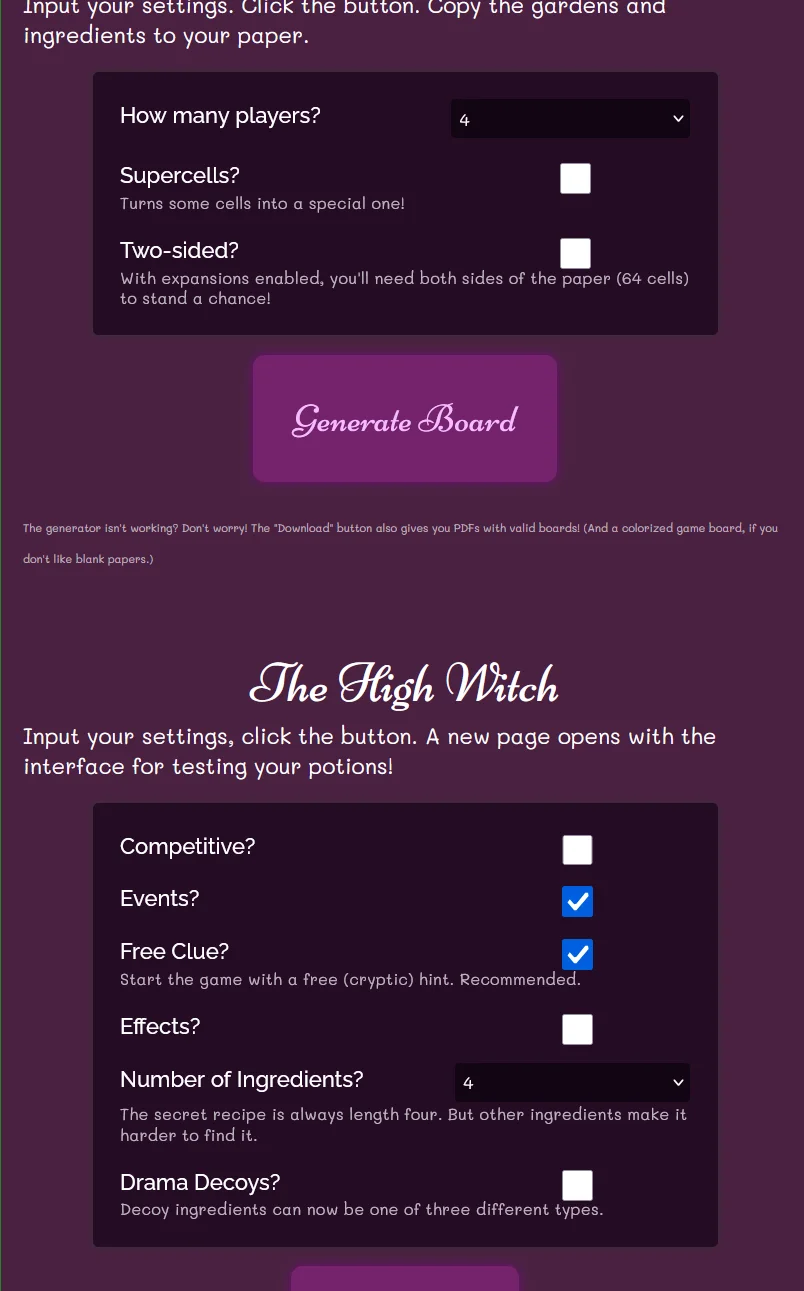 Input your settings. Click the button. Copy the gardens and
ingredients to your paper.
How many players?
4
Supercells?
Turns some cells into a special one!
Two-sided?
With expansions enabled, you'll need both sides of the paper (64 cells)
to stand a chance!
Generate Board
The generator isn't working? Don't worry! The "Download" button also gives you PDFs with valid boards! (And a colorized game board, if you
don't like blank papers.)
The High Witch
Input your settings, click the button. A new page opens with the
interface for testing your potions!
Competitive?
Events?
Free Clue?
Start the game with a free (cryptic) hint. Recommended.
Effects?
Number of Ingredients?
4
The secret recipe is always length four. But other ingredients make it
harder to find it.
Drama Decoys?
Decoy ingredients can now be one of three different types.